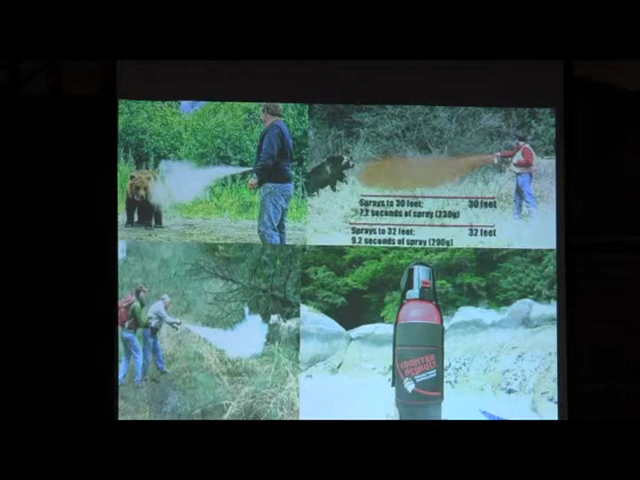 Sprays to 30 feet: 30 feet
7.2 seconds of spray (230g)
Sprays to 32 feet: 32 feet
9.2 seconds of spray (290g)
COUNTER
ASSAULT